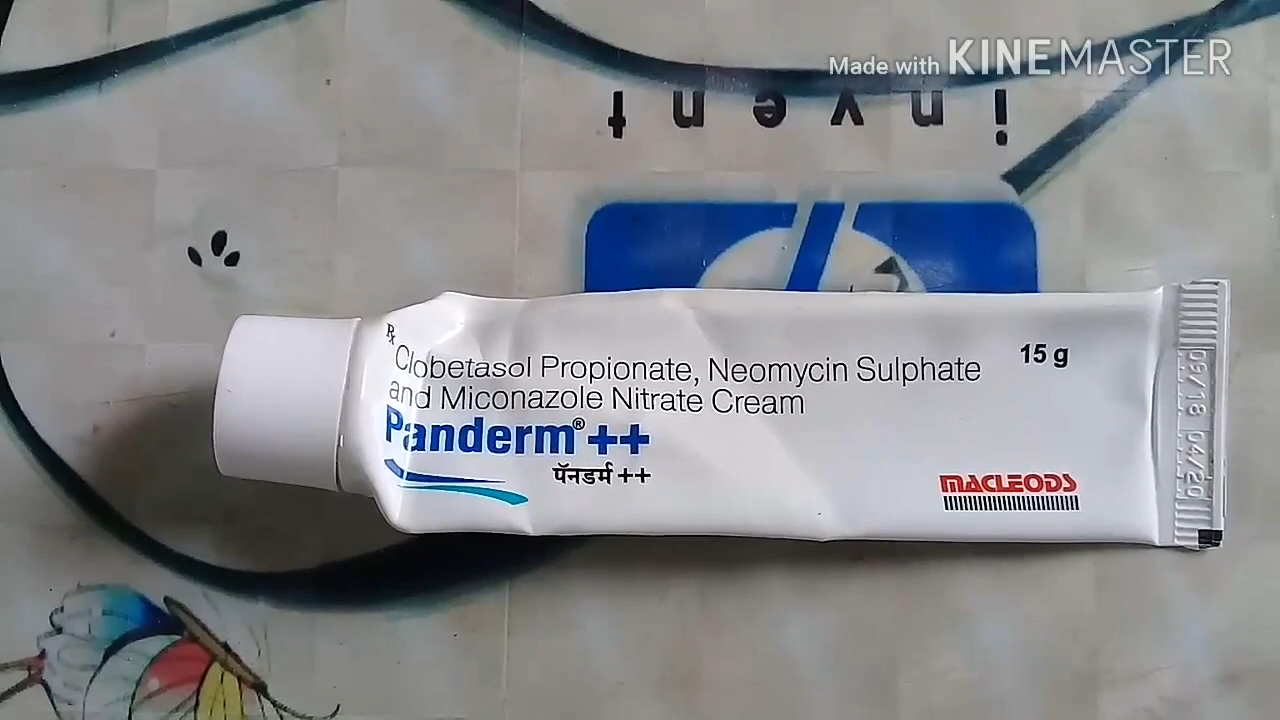 Made with KINEMASTER
invent
Rx
Clobetasol Propionate, Neomycin Sulphate
and Miconazole Nitrate Cream
15 g
Panderm®++
पॅनडर्म ++
MACLEODS
09/18 04/20